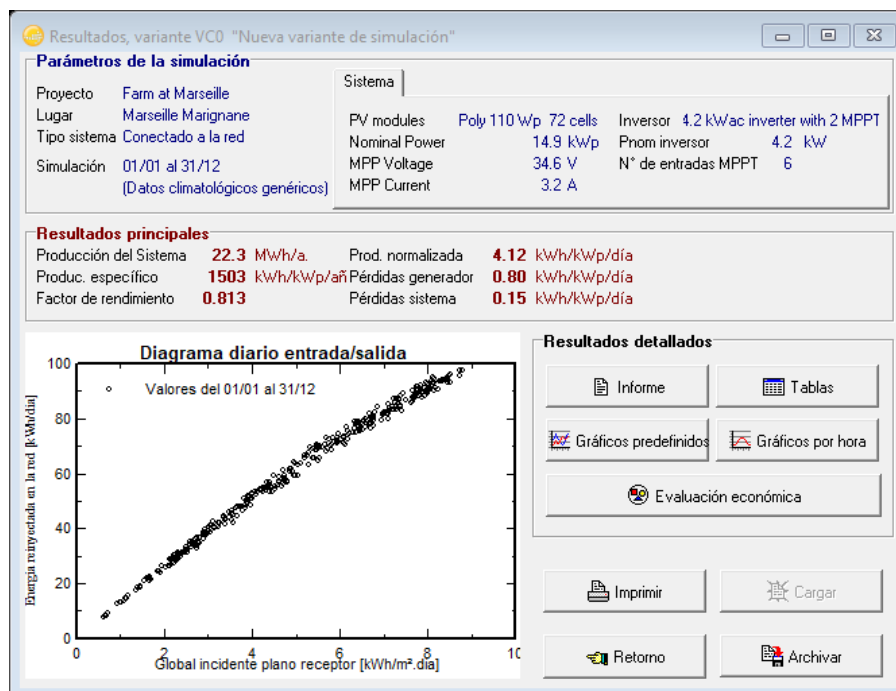 Resultados, variante VC0 "Nueva variante de simulación"
Parámetros de la simulación
Proyecto Farm at Marseille
Lugar Marseille Marignane
Tipo sistema Conectado a la red
Simulación 01/01 al 31/12
(Datos climatológicos genéricos)
Sistema
PV modules Poly 110 Wp 72 cells Inversor 4.2 kWac inverter with 2 MPPT
Nominal Power 14.9 kWp Pnom inversor 4.2 kW
MPP Voltage 34.6 V N° de entradas MPPT 6
MPP Current 3.2 A
Resultados principales
Producción del Sistema 22.3 MWh/a. Prod. normalizada 4.12 kWh/kWp/día
Produc. específico 1503 kWh/kWp/añ Pérdidas generador 0.80 kWh/kWp/día
Factor de rendimiento 0.813 Pérdidas sistema 0.15 kWh/kWp/día
Diagrama diario entrada/salida
Valores del 01/01 al 31/12
Energia reinyectada en la red [kWh/dia]
100
80
60
40
20
0
0 2 4 6 8 10
Global incidente plano receptor [kWh/m².dia]
Resultados detallados
Informe Tablas
Gráficos predefinidos Gráficos por hora
Evaluación económica
Imprimir Cargar
Retorno Archivar